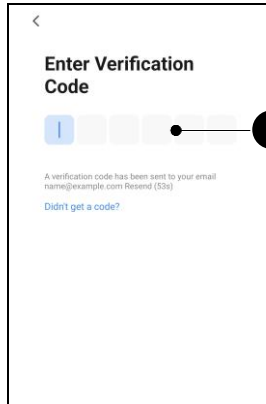 Enter Verification
Code
A verification code has been sent to your email
name@example.com Resend (53s)
Didn't get a code?